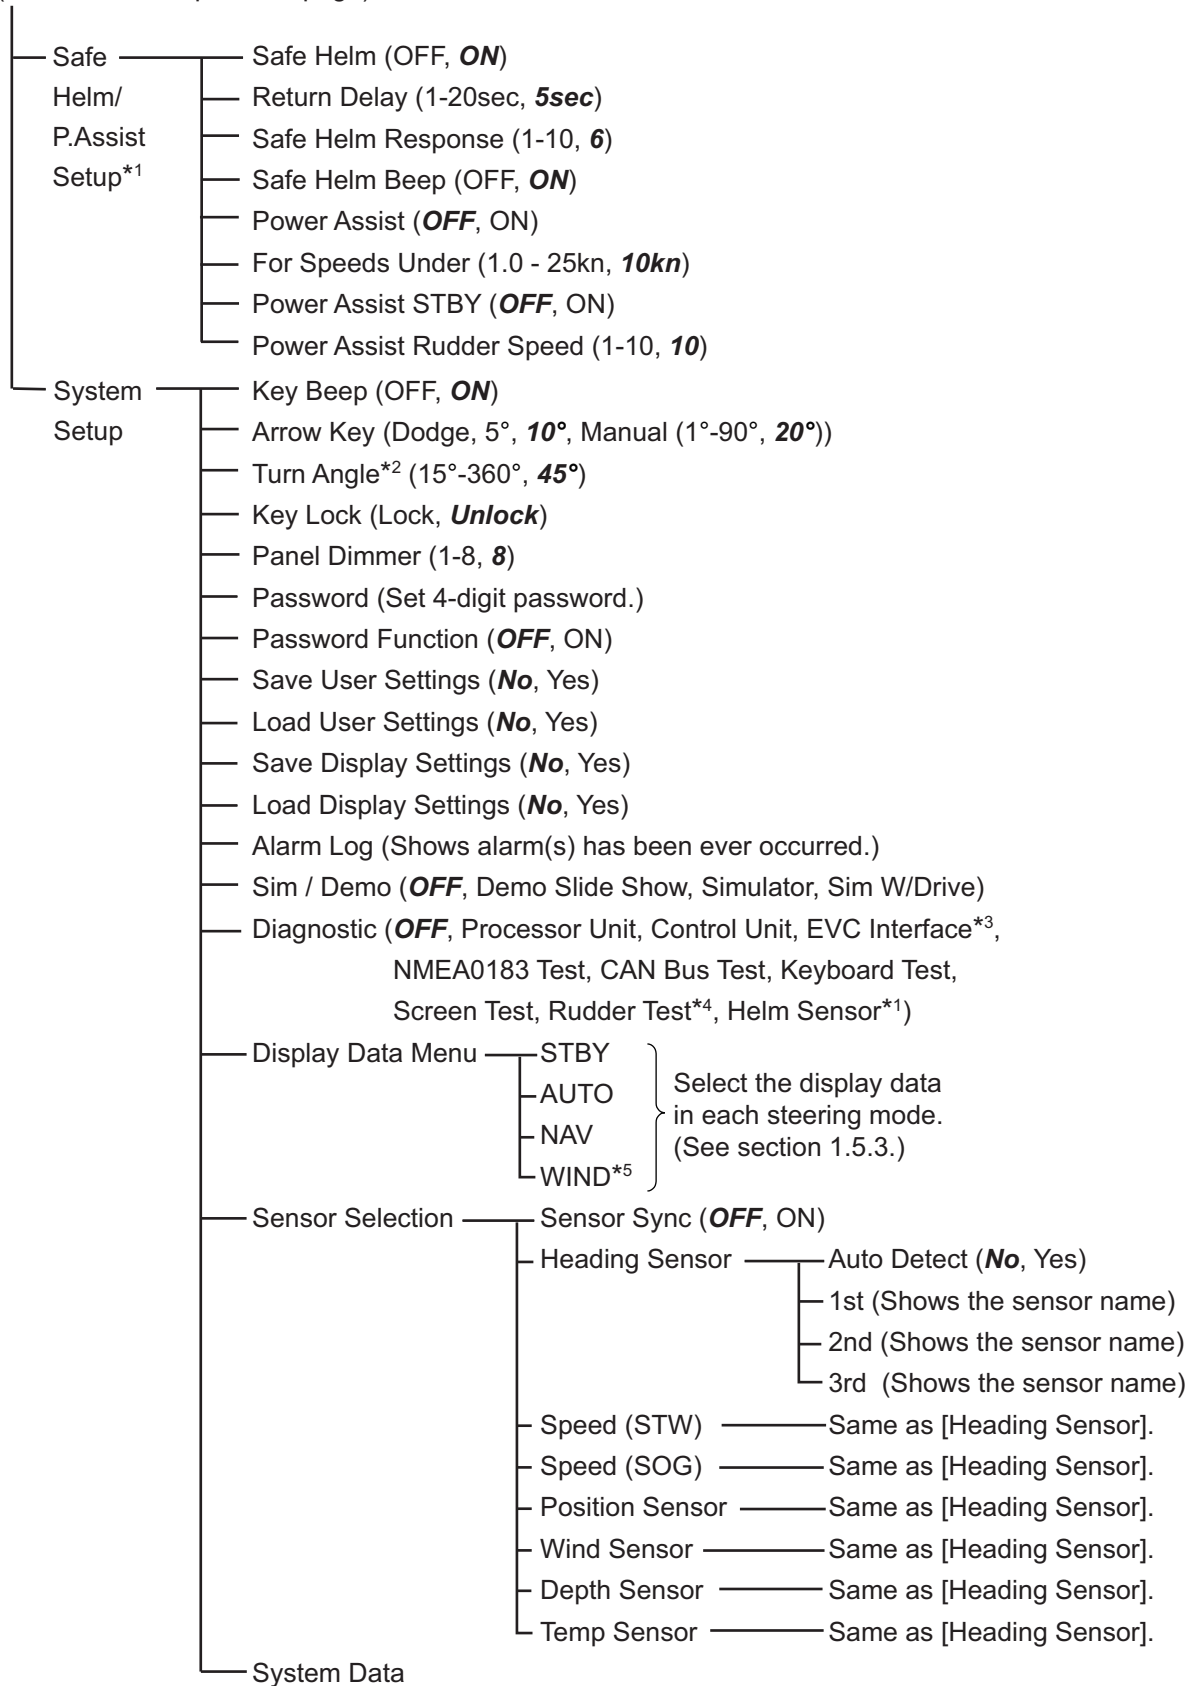 Safe Helm/ P.Assist Setup*1
Safe Helm (OFF, ON)
Return Delay (1-20sec, 5sec)
Safe Helm Response (1-10, 6)
Safe Helm Beep (OFF, ON)
Power Assist (OFF, ON)
For Speeds Under (1.0 - 25kn, 10kn)
Power Assist STBY (OFF, ON)
Power Assist Rudder Speed (1-10, 10)
System Setup
Key Beep (OFF, ON)
Arrow Key (Dodge, 5°, 10°, Manual (1°-90°, 20°))
Turn Angle*2 (15°-360°, 45°)
Key Lock (Lock, Unlock)
Panel Dimmer (1-8, 8)
Password (Set 4-digit password.)
Password Function (OFF, ON)
Save User Settings (No, Yes)
Load User Settings (No, Yes)
Save Display Settings (No, Yes)
Load Display Settings (No, Yes)
Alarm Log (Shows alarm(s) has been ever occurred.)
Sim / Demo (OFF, Demo Slide Show, Simulator, Sim W/Drive)
Diagnostic (OFF, Processor Unit, Control Unit, EVC Interface*3,
NMEA0183 Test, CAN Bus Test, Keyboard Test,
Screen Test, Rudder Test*4, Helm Sensor*1)
Display Data Menu
STBY
AUTO
NAV
WIND*5
Select the display data
in each steering mode.
(See section 1.5.3.)
Sensor Selection
Sensor Sync (OFF, ON)
Heading Sensor
Auto Detect (No, Yes)
1st (Shows the sensor name)
2nd (Shows the sensor name)
3rd (Shows the sensor name)
Speed (STW) Same as [Heading Sensor].
Speed (SOG) Same as [Heading Sensor].
Position Sensor Same as [Heading Sensor].
Wind Sensor Same as [Heading Sensor].
Depth Sensor Same as [Heading Sensor].
Temp Sensor Same as [Heading Sensor].
System Data